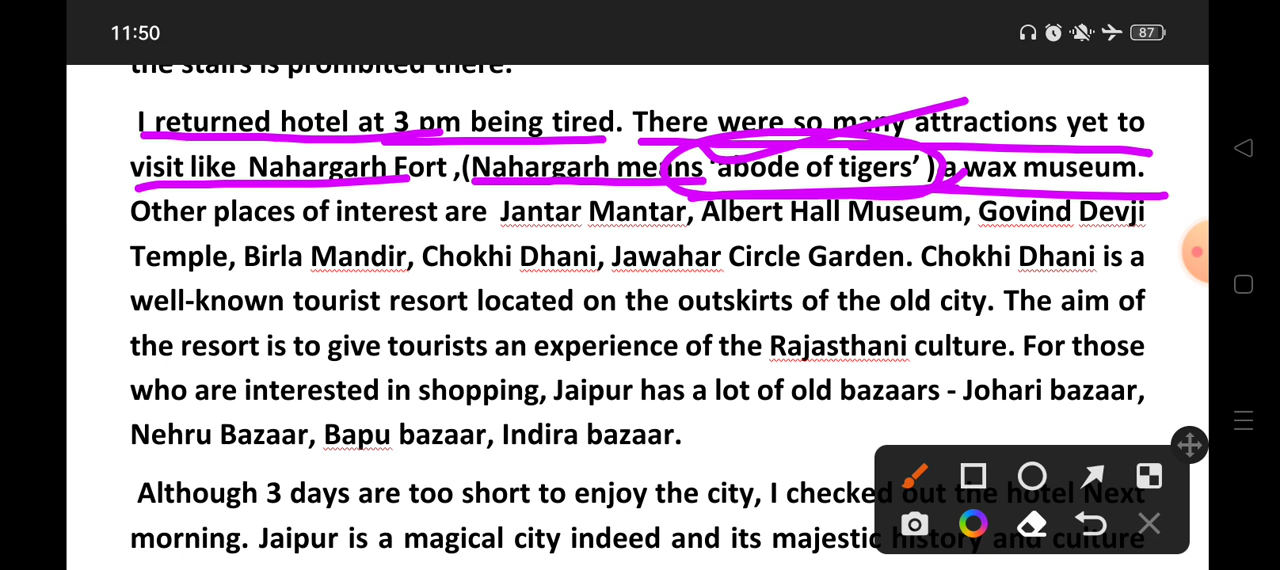 11:50
87
the stairs is prohibited there.
I returned hotel at 3 pm being tired. There were so many attractions yet to
visit like Nahargarh Fort ,(Nahargarh means 'abode of tigers' ) a wax museum.
Other places of interest are Jantar Mantar, Albert Hall Museum, Govind Devji
Temple, Birla Mandir, Chokhi Dhani, Jawahar Circle Garden. Chokhi Dhani is a
well-known tourist resort located on the outskirts of the old city. The aim of
the resort is to give tourists an experience of the Rajasthani culture. For those
who are interested in shopping, Jaipur has a lot of old bazaars - Johari bazaar,
Nehru Bazaar, Bapu bazaar, Indira bazaar.
Although 3 days are too short to enjoy the city, I checked out the hotel Next
morning. Jaipur is a magical city indeed and its majestic history and culture